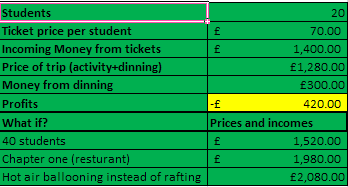 Students 20
Ticket price per student £ 70.00
Incoming Money from tickets £ 1,400.00
Price of trip (activity+dinning) £1,280.00
Money from dinning £300.00
Profits -£ 420.00
What if? Prices and incomes
40 students £ 1,520.00
Chapter one (resturant) £ 1,980.00
Hot air ballooning instead of rafting £2,080.00